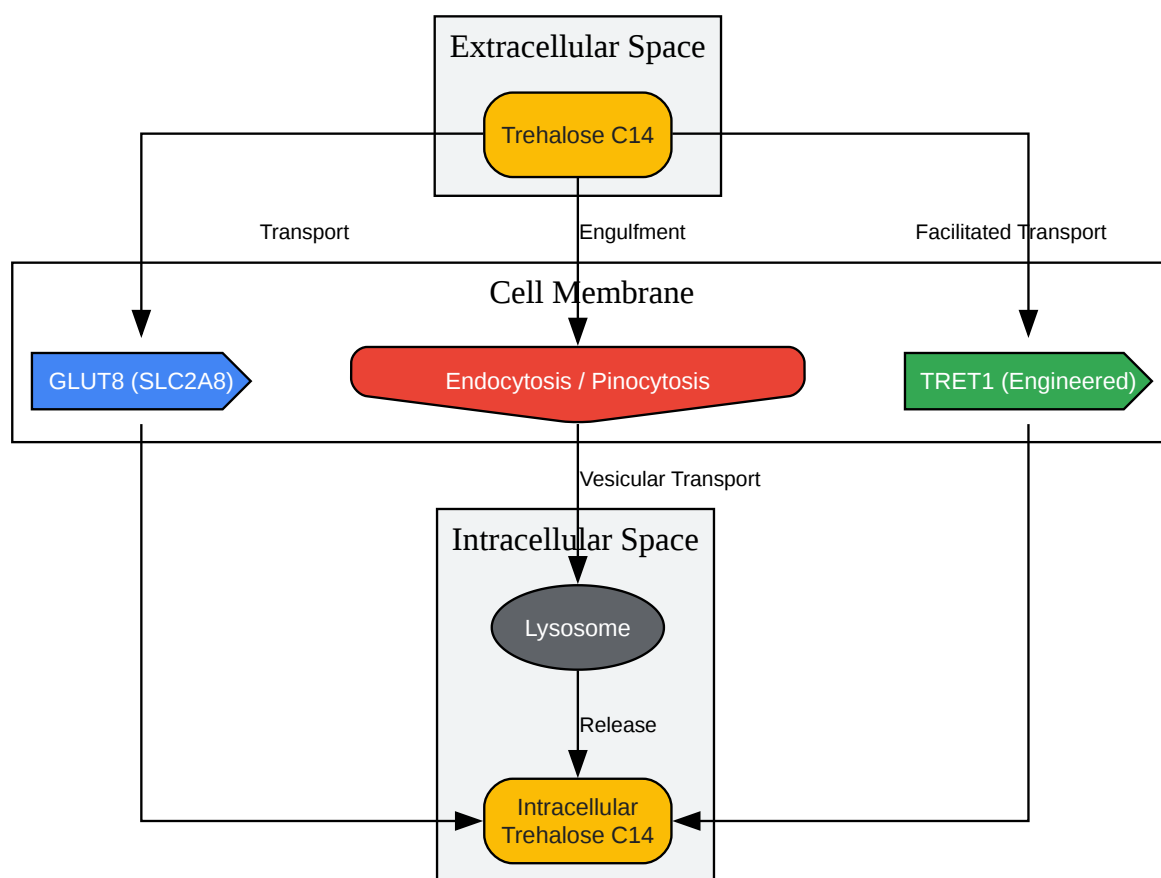 Extracellular Space
Trehalose C14
Transport
Engulfment
Facilitated Transport
Cell Membrane
GLUT8 (SLC2A8)
Endocytosis / Pinocytosis
TRET1 (Engineered)
Vesicular Transport
Intracellular Space
Lysosome
Release
Intracellular
Trehalose C14